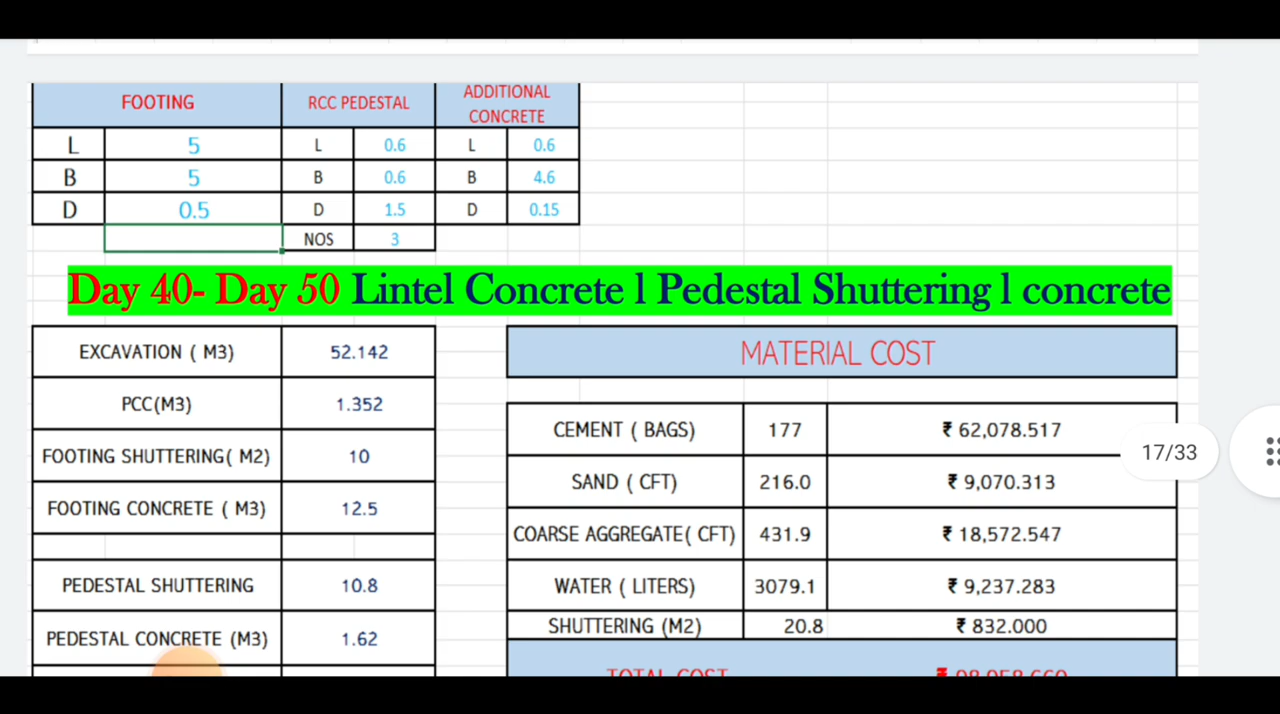 FOOTING RCC PEDESTAL ADDITIONAL CONCRETE
L 5 L 0.6 L 0.6
B 5 B 0.6 B 4.6
D 0.5 D 1.5 D 0.15
NOS 3
Day 40- Day 50 Lintel Concrete l Pedestal Shuttering l concrete
EXCAVATION ( M3) 52.142
PCC(M3) 1.352
FOOTING SHUTTERING( M2) 10
FOOTING CONCRETE ( M3) 12.5
PEDESTAL SHUTTERING 10.8
PEDESTAL CONCRETE (M3) 1.62
MATERIAL COST
CEMENT ( BAGS) 177 ₹ 62,078.517
SAND ( CFT) 216.0 ₹ 9,070.313
COARSE AGGREGATE( CFT) 431.9 ₹ 18,572.547
WATER ( LITERS) 3079.1 ₹ 9,237.283
SHUTTERING (M2) 20.8 ₹ 832.000
TOTAL COST
17/33